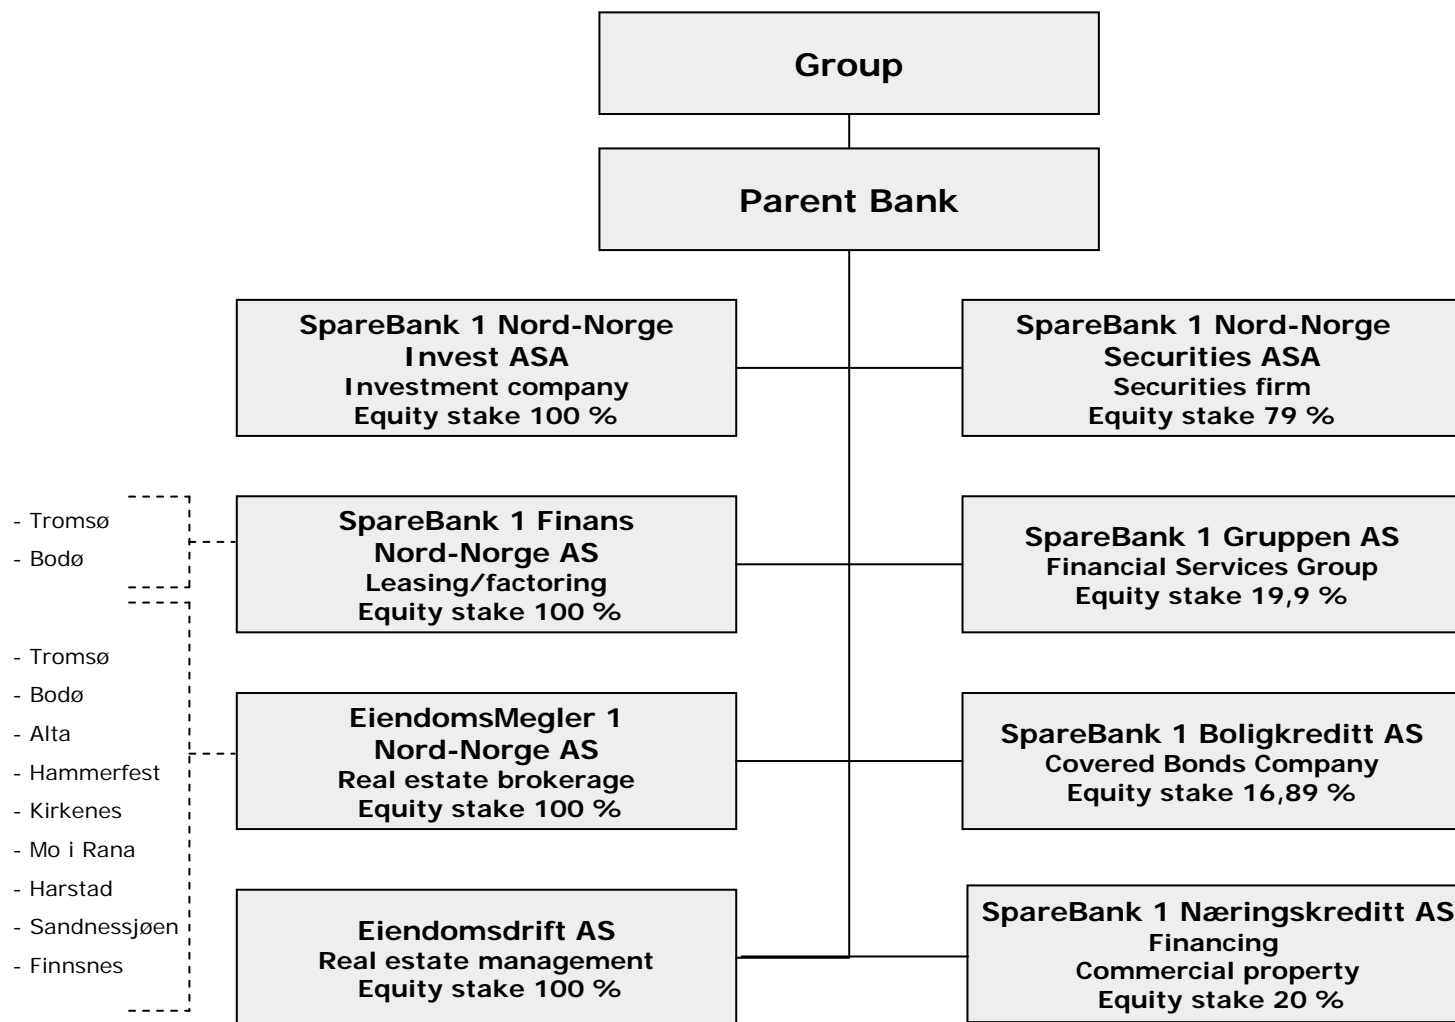 Group
Parent Bank
SpareBank 1 Nord-Norge
Invest ASA
Investment company
Equity stake 100 %
SpareBank 1 Nord-Norge
Securities ASA
Securities firm
Equity stake 79 %
- Tromsø
- Bodø
SpareBank 1 Finans
Nord-Norge AS
Leasing/factoring
Equity stake 100 %
SpareBank 1 Gruppen AS
Financial Services Group
Equity stake 19,9 %
- Tromsø
- Bodø
- Alta
- Hammerfest
- Kirkenes
- Mo i Rana
- Harstad
- Sandnessjøen
- Finnsnes
EiendomsMegler 1
Nord-Norge AS
Real estate brokerage
Equity stake 100 %
SpareBank 1 Boligkreditt AS
Covered Bonds Company
Equity stake 16,89 %
Eiendomsdrift AS
Real estate management
Equity stake 100 %
SpareBank 1 Næringskreditt AS
Financing
Commercial property
Equity stake 20 %